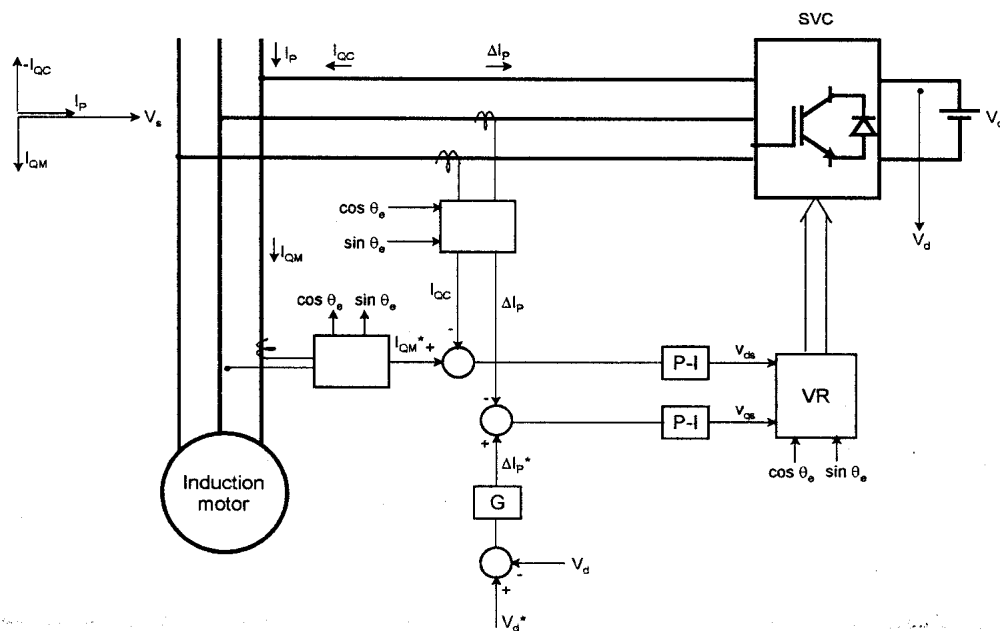 SVC
-I_QC
I_P
V_s
I_QM
I_P
I_QC
ΔI_P
V_d
cos θ_e
sin θ_e
I_QM
I_QC
ΔI_P
cos θ_e sin θ_e
I_QM* +
-
P-I
v_ds
VR
-
+
P-I
v_qs
cos θ_e sin θ_e
ΔI_P*
G
Induction
motor
V_d
-
+
V_d*